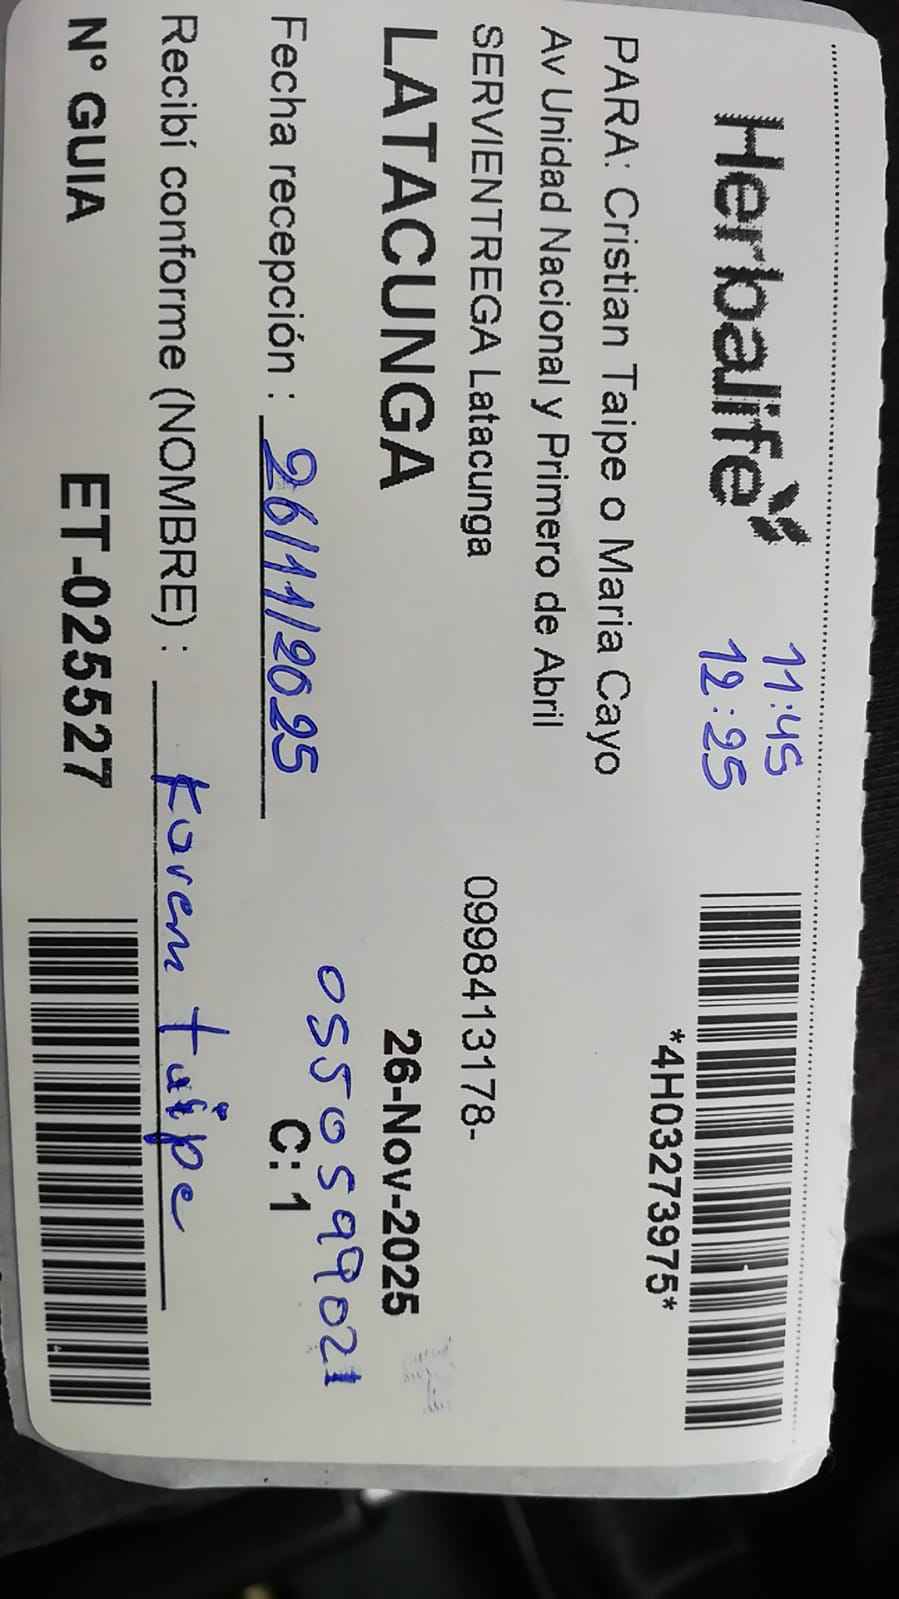 Herbalife
11:45
12:25
*4H03273975*
PARA: Cristian Taipe o Maria Cayo
Av Unidad Nacional y Primero de Abril
SERVIENTREGA Latacunga 0998413178-
LATACUNGA 26-Nov-2025
0550599021
Fecha recepción : 26/11/2025 C: 1
Recibí conforme (NOMBRE) : Karen taipe
N° GUIA ET-025527